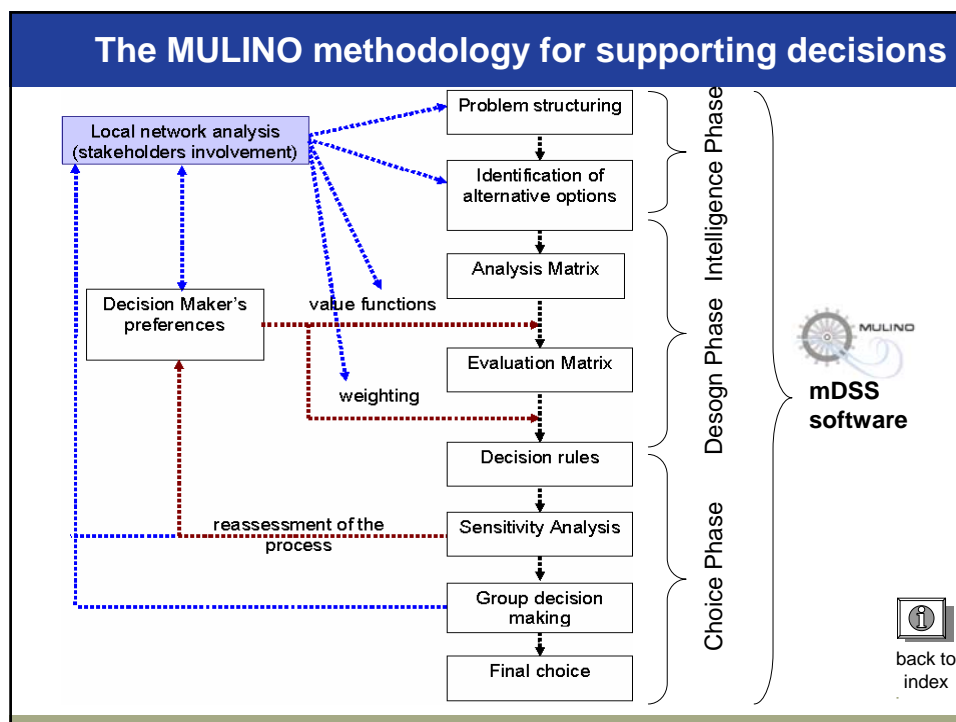 The MULINO methodology for supporting decisions
Local network analysis
(stakeholders involvement)
Problem structuring
Identification of
alternative options
Analysis Matrix
Decision Maker's
preferences
value functions
Evaluation Matrix
weighting
Decision rules
reassessment of the
process
Sensitivity Analysis
Group decision
making
Final choice
Intelligence Phase
Desogn Phase
Choice Phase
MULINO
mDSS
software
back to
index